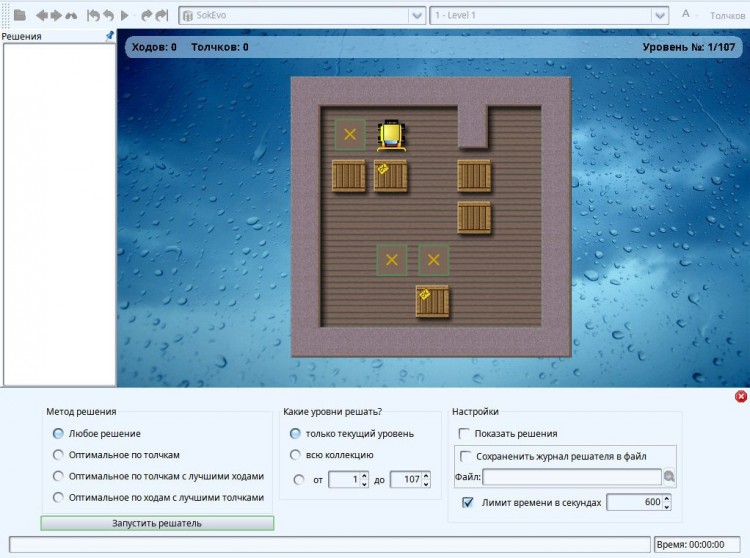 SokEvo
1 - Level 1
A
Толчков
Решения
Ходов: 0 Толчков: 0
Уровень №: 1/107
Метод решения
Любое решение
Оптимальное по толчкам
Оптимальное по толчкам с лучшими ходами
Оптимальное по ходам с лучшими толчками
Запустить решатель
Какие уровни решать?
только текущий уровень
всю коллекцию
от 1 до 107
Настройки
Показать решения
Сохраненить журнал решателя в файл
Файл:
Лимит времени в секундах 600
Время: 00:00:00